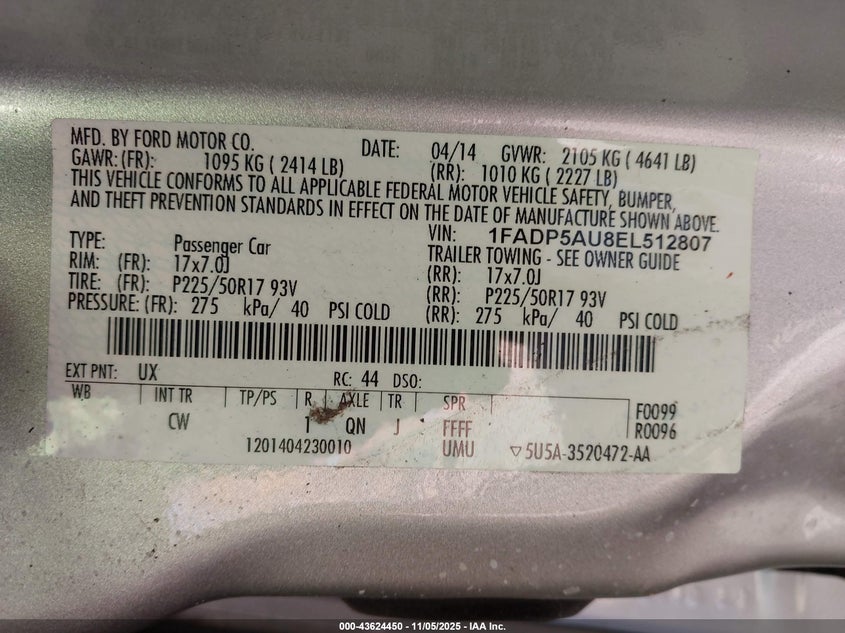 MFD. BY FORD MOTOR CO. DATE: 04/14 GVWR: 2105 KG ( 4641 LB)
GAWR: (FR): 1095 KG ( 2414 LB) (RR): 1010 KG ( 2227 LB)
THIS VEHICLE CONFORMS TO ALL APPLICABLE FEDERAL MOTOR VEHICLE SAFETY, BUMPER,
AND THEFT PREVENTION STANDARDS IN EFFECT ON THE DATE OF MANUFACTURE SHOWN ABOVE.
VIN: 1FADP5AU8EL512807
TYPE: Passenger Car TRAILER TOWING - SEE OWNER GUIDE
RIM: (FR): 17x7.0J (RR): 17x7.0J
TIRE: (FR): P225/50R17 93V (RR): P225/50R17 93V
PRESSURE: (FR): 275 kPa/ 40 PSI COLD (RR): 275 kPa/ 40 PSI COLD
EXT PNT: UX RC: 44 DSO:
WB INT TR TP/PS R AXLE TR SPR F0099
CW 1 QN J FFFF R0096
1201404230010 UMU ▽5U5A-3520472-AA
000-43624450 - 11/05/2025 - IAA Inc.